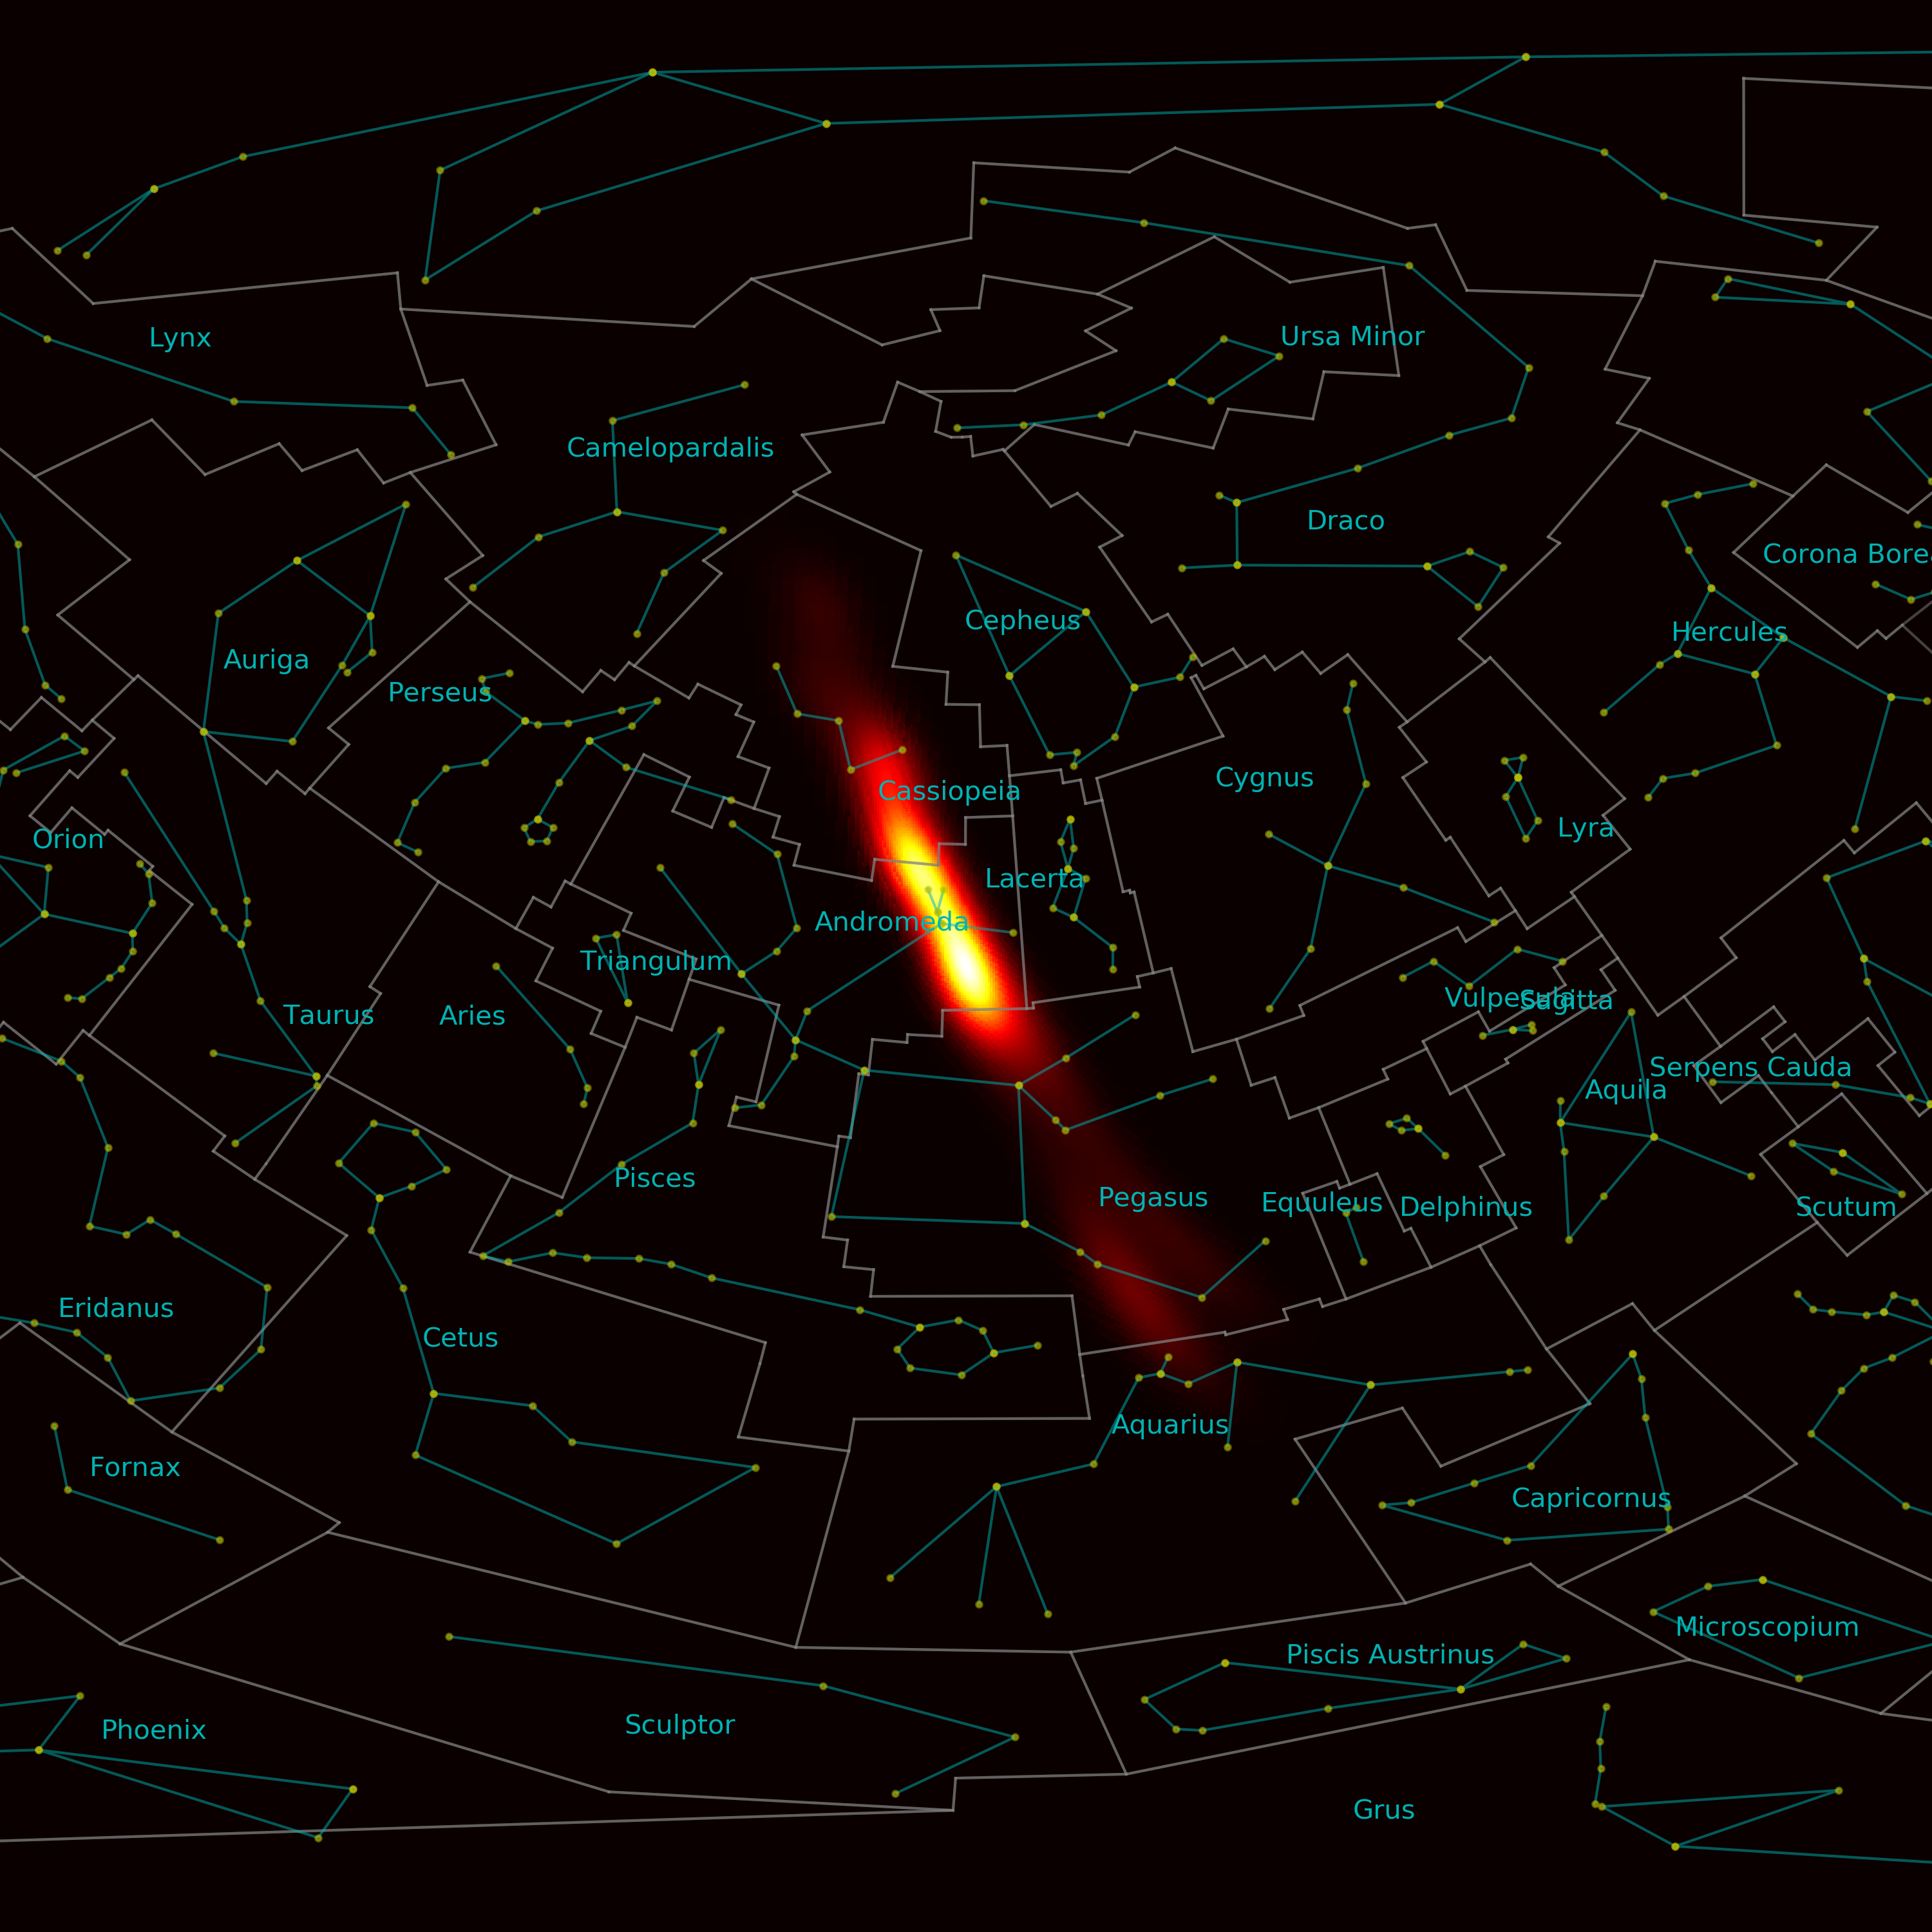 Ursa Minor
Lynx
Camelopardalis
Draco
Corona Borea
Cepheus
Hercules
Auriga
Perseus
Cygnus
Cassiopeia
Lyra
Orion
Lacerta
Andromeda
Triangulum
Vulpecula
Sagitta
Taurus
Aries
Serpens Cauda
Aquila
Pisces
Pegasus
Equuleus
Delphinus
Scutum
Eridanus
Cetus
Aquarius
Fornax
Capricornus
Microscopium
Piscis Austrinus
Sculptor
Phoenix
Grus